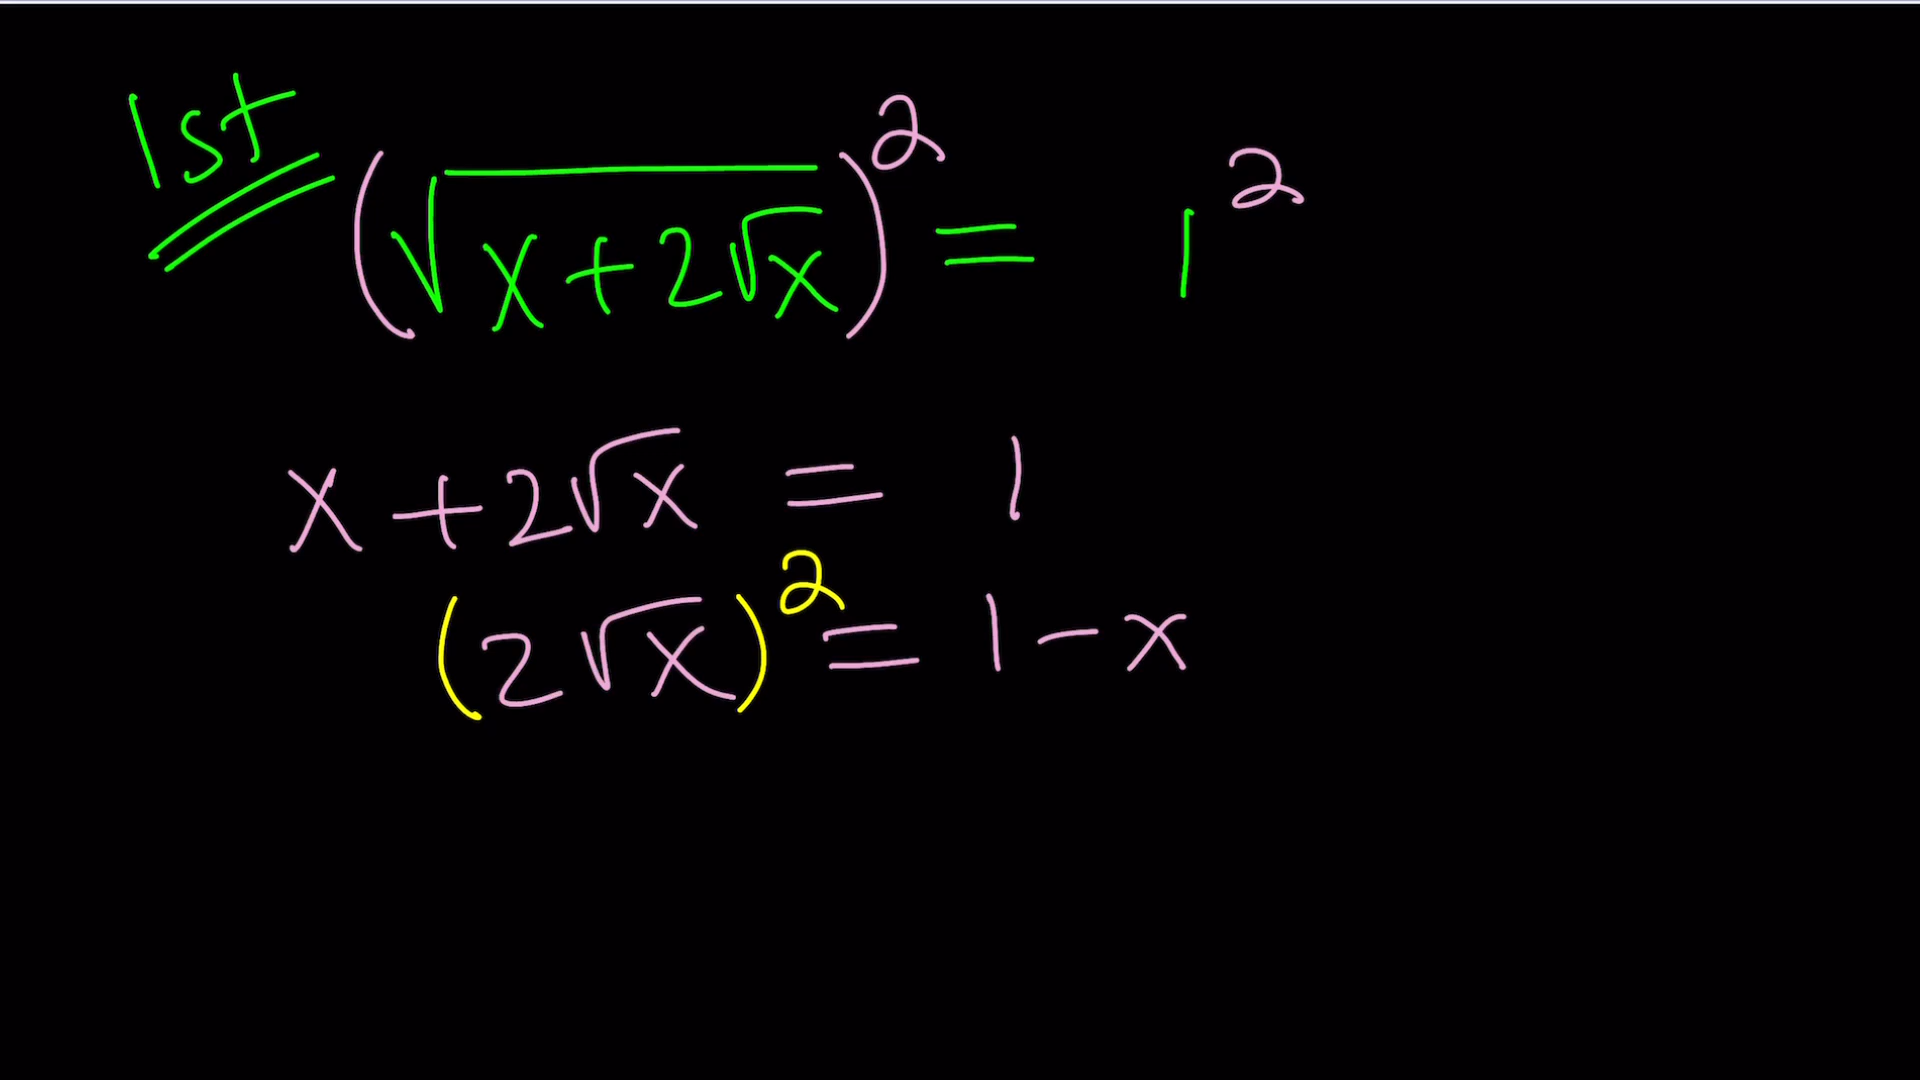 1st (√(x+2√x))² = 1²
x+2√x = 1
(2√x)² = 1-x